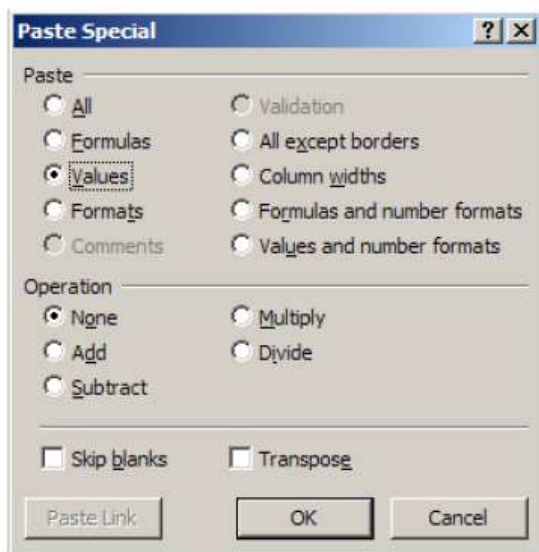 Paste Special
Paste
All
Validation
Formulas
All except borders
Values
Column widths
Formats
Formulas and number formats
Comments
Values and number formats
Operation
None
Multiply
Add
Divide
Subtract
Skip blanks
Transpose
Paste Link
OK
Cancel